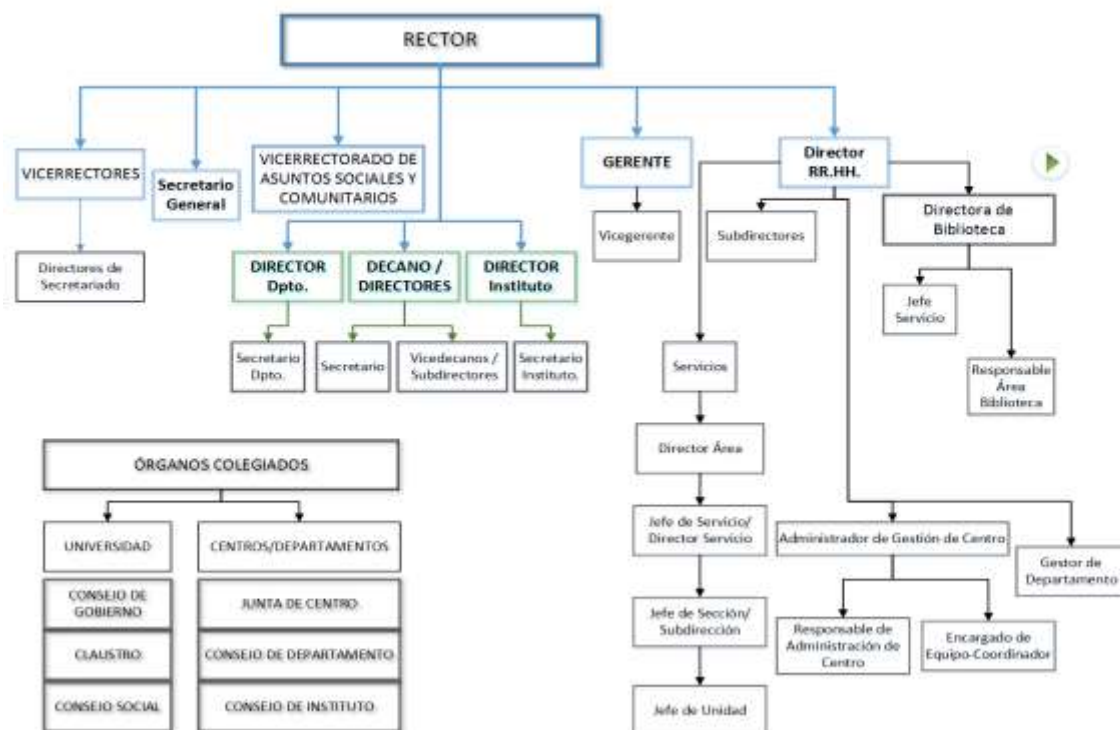 RECTOR
VICERRECTORES
Secretario
General
VICERRECTORADO DE
ASUNTOS SOCIALES Y
COMUNITARIOS
GERENTE
Director
RR.HH.
Directores de
Secretariado
DIRECTOR
Dpto.
DECANO /
DIRECTORES
DIRECTOR
Instituto
Vicegerente
Subdirectores
Directora de
Biblioteca
Secretario
Dpto.
Secretario
Vicedecanos /
Subdirectores
Secretario
Instituto.
Servicios
Jefe
Servicio
Responsable
Área
Biblioteca
Director Área
Jefe de Servicio/
Director Servicio
Administrador de Gestión de Centro
Gestor de
Departamento
Jefe de Sección/
Subdirección
Responsable de
Administración de
Centro
Encargado de
Equipo-Coordinador
Jefe de Unidad
ÓRGANOS COLEGIADOS
UNIVERSIDAD
CENTROS/DEPARTAMENTOS
CONSEJO DE
GOBIERNO
JUNTA DE CENTRO
CLAUSTRO
CONSEJO DE DEPARTAMENTO
CONSEJO SOCIAL
CONSEJO DE INSTITUTO